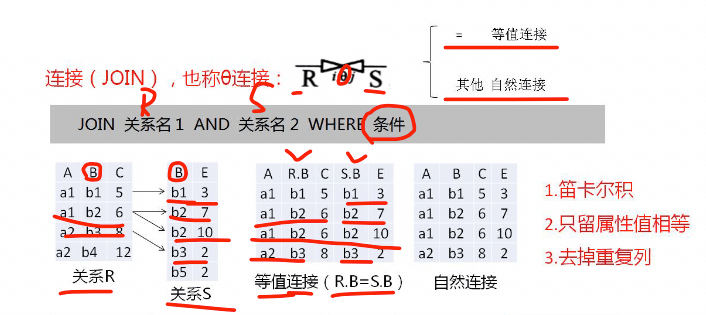 = 等值连接
连接（JOIN），也称θ连接： R iθj S
其他 自然连接
R S
JOIN 关系名1 AND 关系名2 WHERE 条件
A B C
a1 b1 5
a1 b2 6
a2 b3 8
a2 b4 12
关系R
B E
b1 3
b2 7
b2 10
b3 2
b5 2
关系S
A R.B C S.B E
a1 b1 5 b1 3
a1 b2 6 b2 7
a1 b2 6 b2 10
a2 b3 8 b3 2
等值连接（R.B=S.B）
A B C E
a1 b1 5 3
a1 b2 6 7
a1 b2 6 10
a2 b3 8 2
自然连接
1.笛卡尔积
2.只留属性值相等
3.去掉重复列